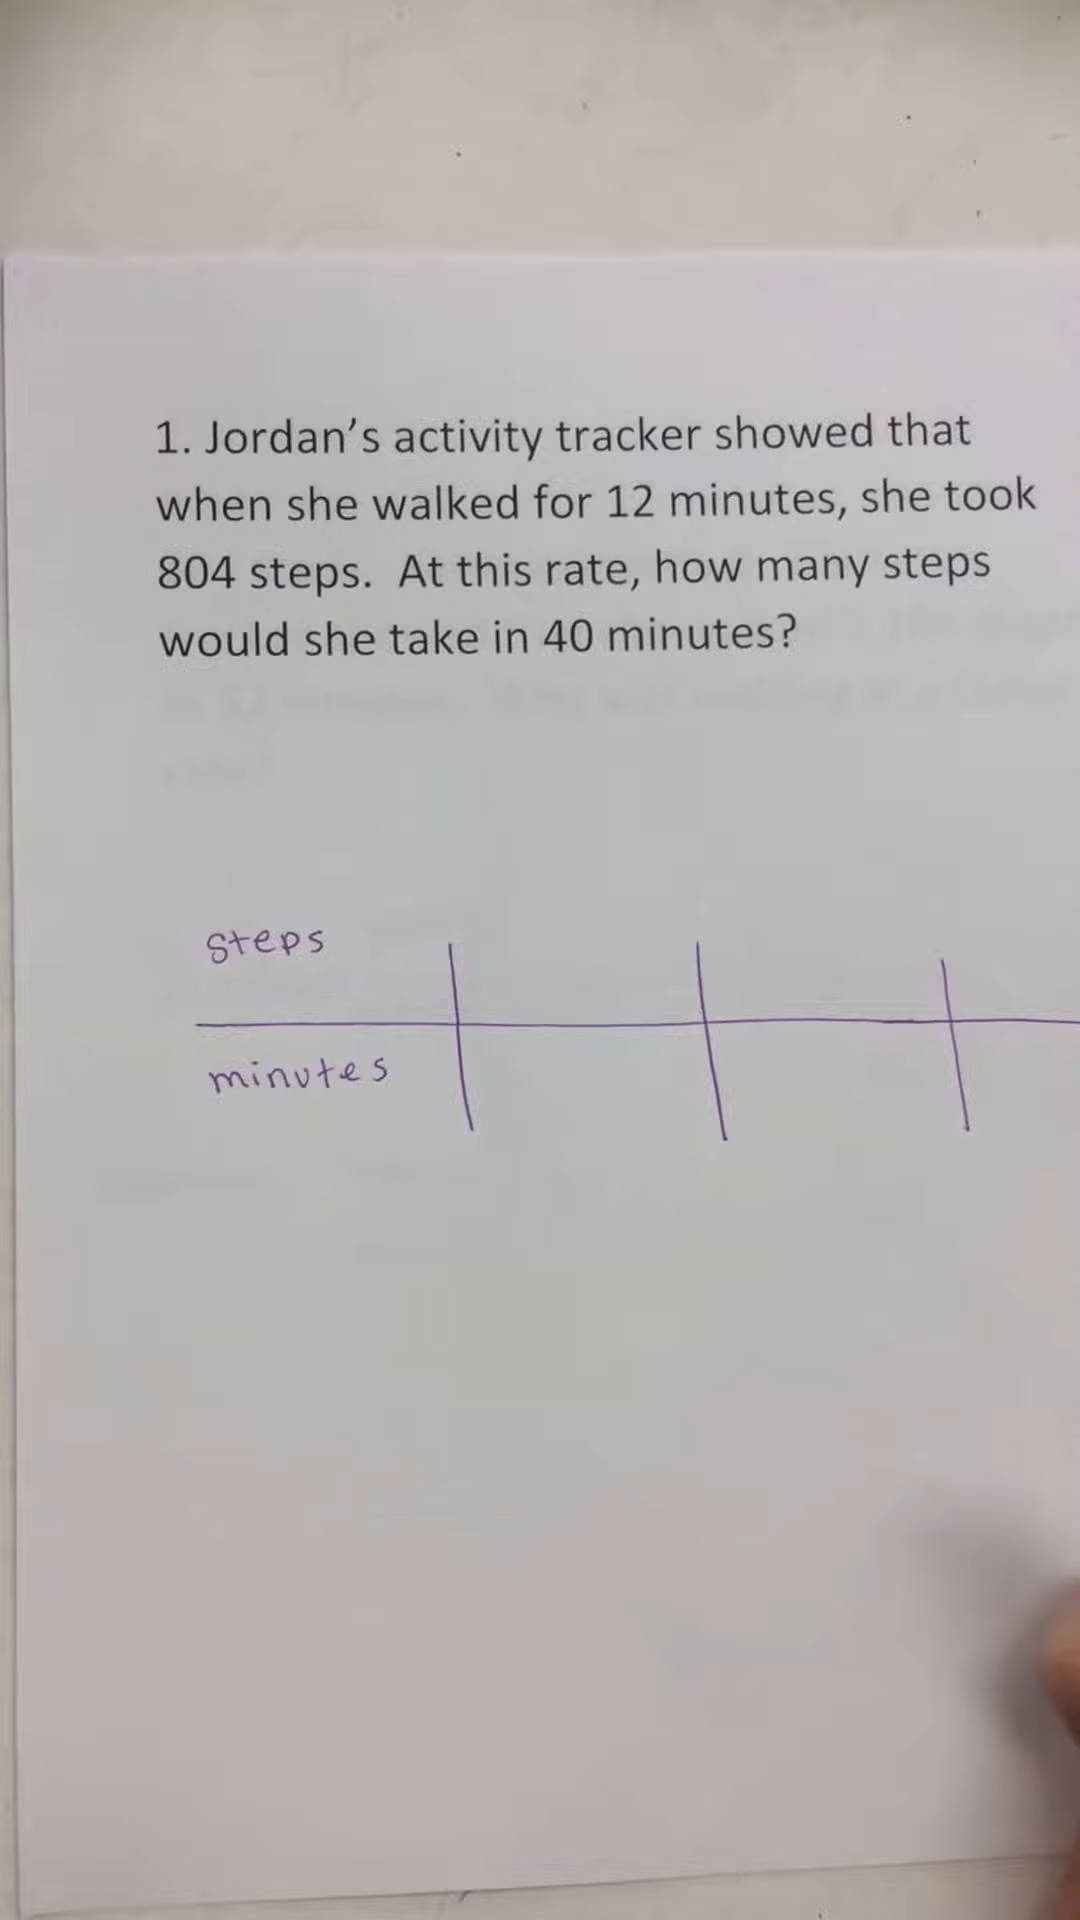 1. Jordan’s activity tracker showed that
when she walked for 12 minutes, she took
804 steps.  At this rate, how many steps
would she take in 40 minutes?
steps
minutes